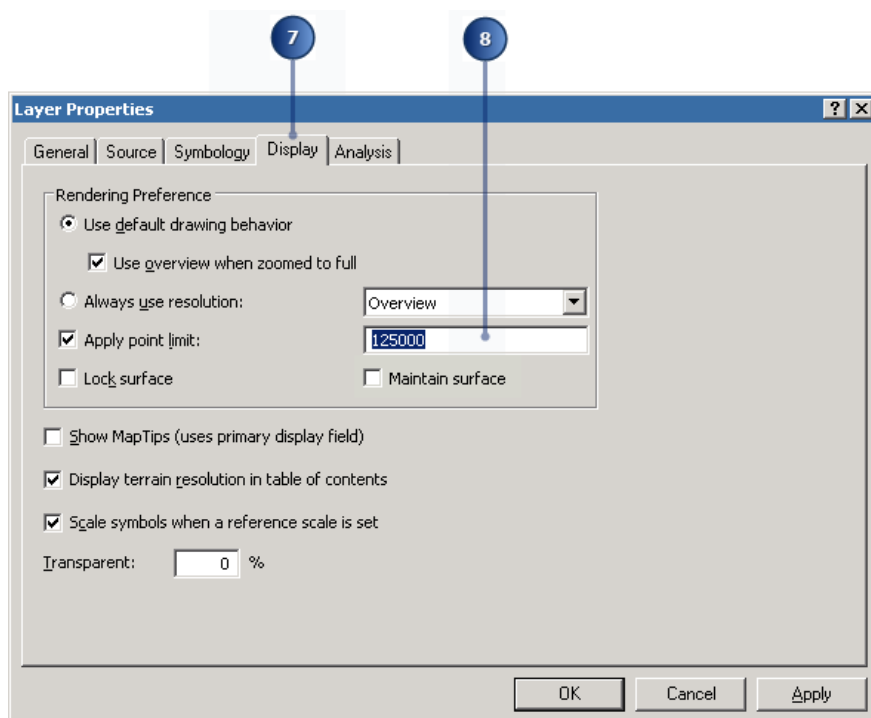 7 8
Layer Properties
General Source Symbology Display Analysis
Rendering Preference
Use default drawing behavior
Use overview when zoomed to full
Always use resolution: Overview
Apply point limit: 125000
Lock surface Maintain surface
Show MapTips (uses primary display field)
Display terrain resolution in table of contents
Scale symbols when a reference scale is set
Transparent: 0 %
OK Cancel Apply